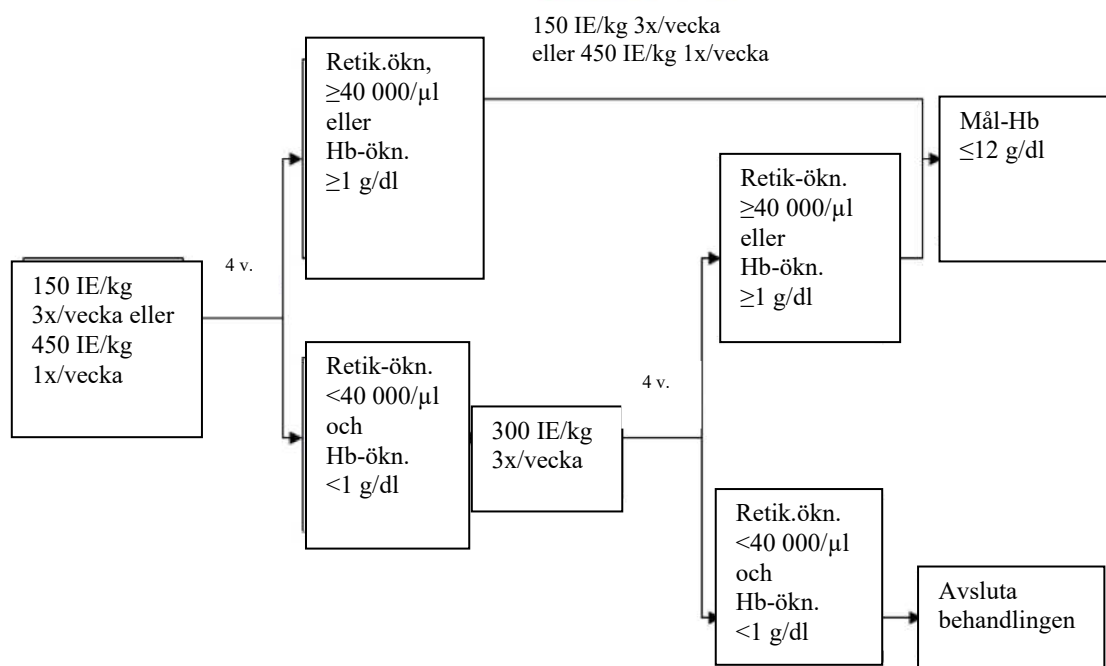 150 IE/kg 3x/vecka
eller 450 IE/kg 1x/vecka
Retik.ökn,
≥40 000/µl
eller
Hb-ökn.
≥1 g/dl
Mål-Hb
≤12 g/dl
Retik-ökn.
≥40 000/µl
eller
Hb-ökn.
≥1 g/dl
4 v.
150 IE/kg
3x/vecka eller
450 IE/kg
1x/vecka
Retik-ökn.
<40 000/µl
och
Hb-ökn.
<1 g/dl
4 v.
300 IE/kg
3x/vecka
Retik.ökn.
<40 000/µl
och
Hb-ökn.
<1 g/dl
Avsluta
behandlingen